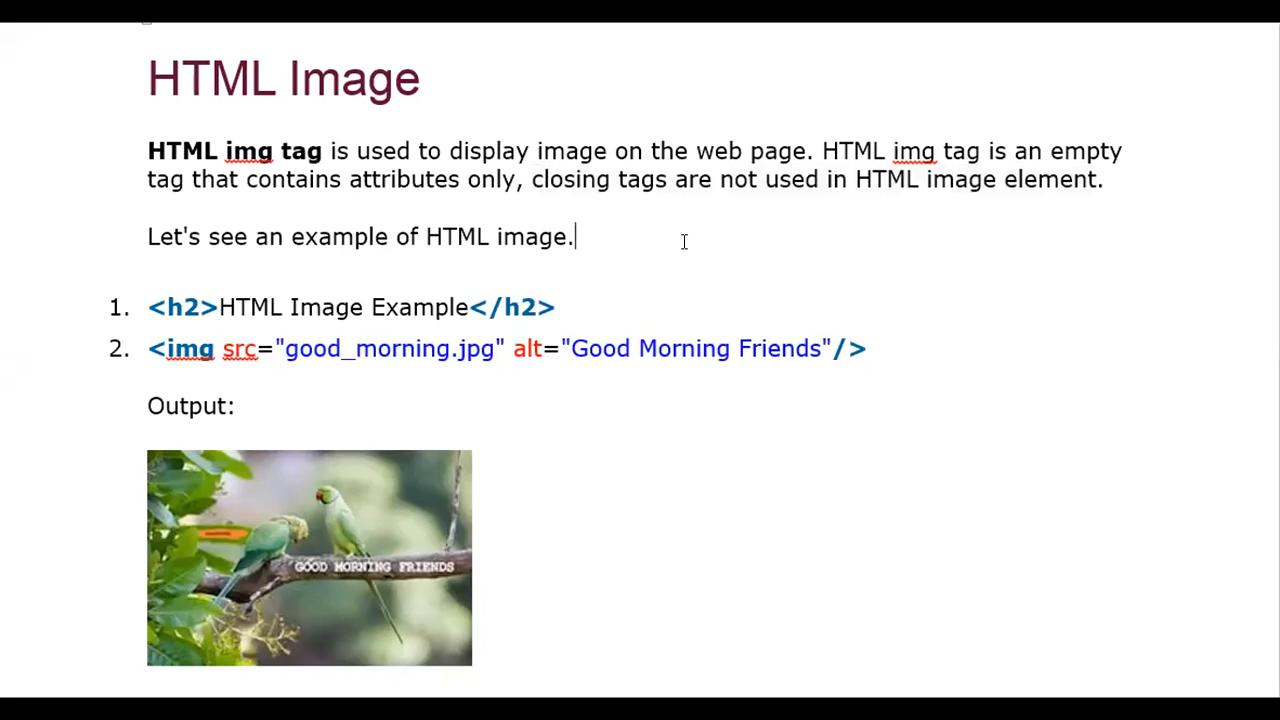 HTML Image
HTML img tag is used to display image on the web page. HTML img tag is an empty
tag that contains attributes only, closing tags are not used in HTML image element.
Let's see an example of HTML image.
1. <h2>HTML Image Example</h2>
2. <img src="good_morning.jpg" alt="Good Morning Friends"/>
Output:
GOOD MORNING FRIENDS